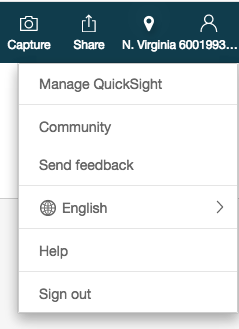 Capture Share N. Virginia 6001993...
Manage QuickSight
Community
Send feedback
English
Help
Sign out